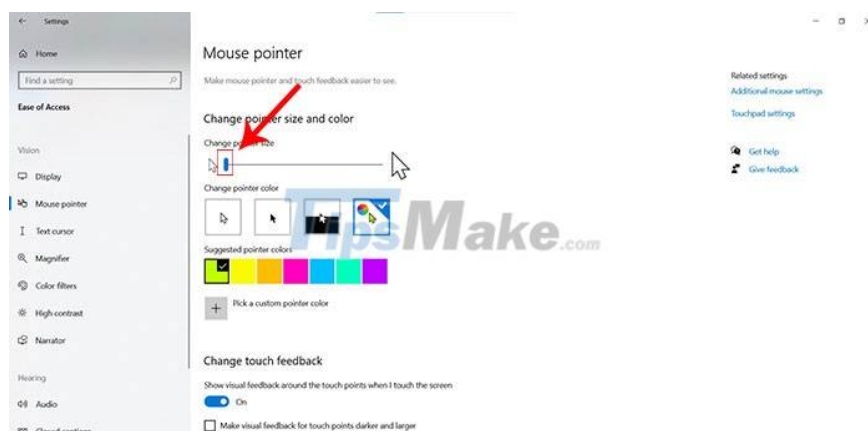 Settings
Home
Find a setting
Ease of Access
Vision
Display
Mouse pointer
Text cursor
Magnifier
Color filters
High contrast
Narrator
Hearing
Audio
Closed captions
Mouse pointer
Make mouse pointer and touch feedback easier to see.
Change pointer size and color
Change pointer size
Change pointer color
Suggested pointer colors
Pick a custom pointer color
Change touch feedback
Show visual feedback around the touch points when I touch the screen
On
Make visual feedback for touch points darker and larger
Related settings
Additional mouse settings
Touchpad settings
Get help
Give feedback
TipsMake.com